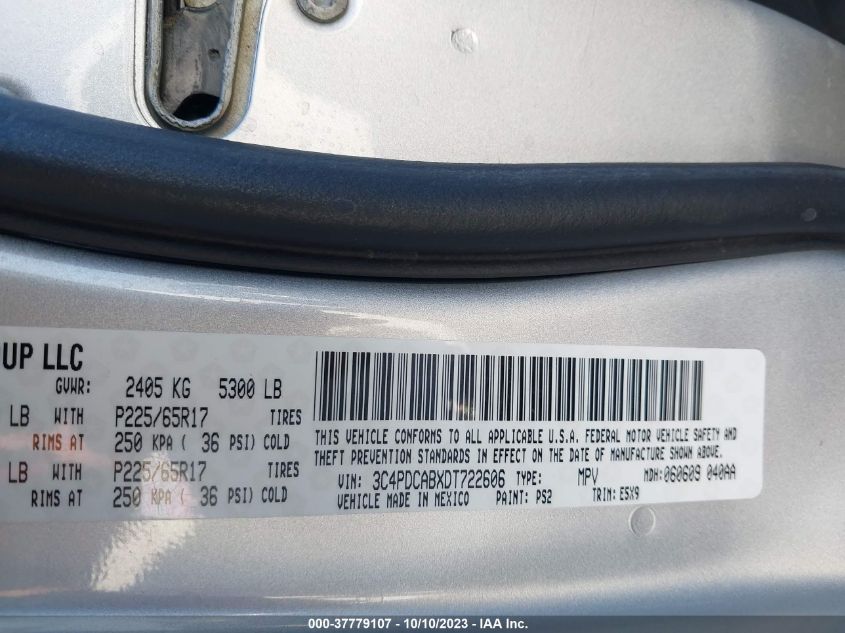 UP LLC
GVWR: 2405 KG 5300 LB
LB WITH P225/65R17 TIRES
RIMS AT 250 KPA ( 36 PSI) COLD
LB WITH P225/65R17 TIRES
RIMS AT 250 KPA ( 36 PSI) COLD
THIS VEHICLE CONFORMS TO ALL APPLICABLE U.S.A. FEDERAL MOTOR VEHICLE SAFETY AND
THEFT PREVENTION STANDARDS IN EFFECT ON THE DATE OF MANUFACTURE SHOWN ABOVE.
VIN: 3C4PDCABXDT722606 TYPE: MPV MDH: 060609 040AA
VEHICLE MADE IN MEXICO PAINT: PS2 TRIM: E5X9
000-37779107 - 10/10/2023 - IAA Inc.